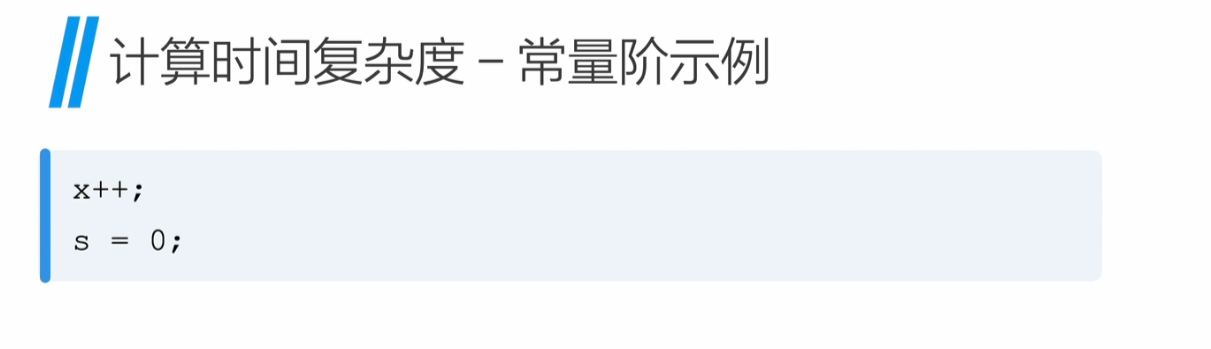 计算时间复杂度 – 常量阶示例
x++;
s = 0;